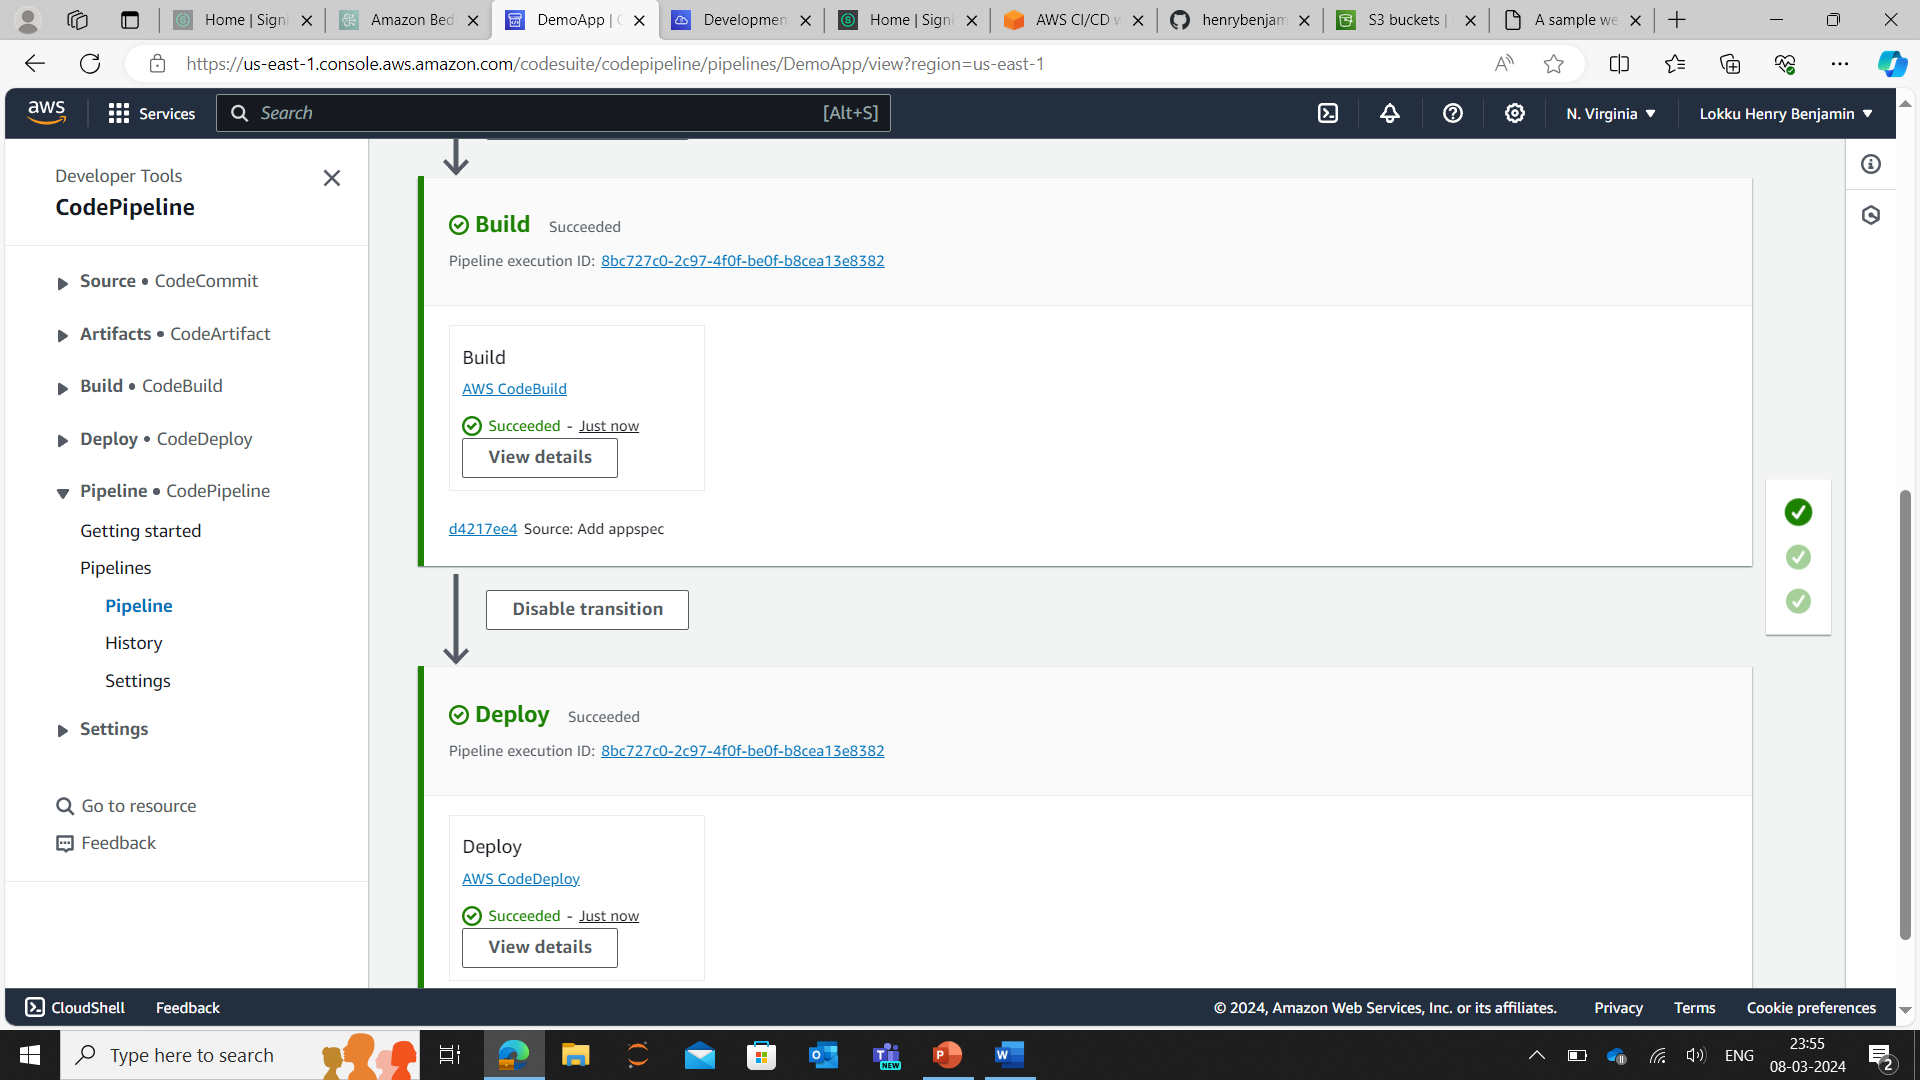 Home | Signi
Amazon Bed
DemoApp | C
Developmen
Home | Signi
AWS CI/CD w
henrybenjam
S3 buckets |
A sample we
https://us-east-1.console.aws.amazon.com/codesuite/codepipeline/pipelines/DemoApp/view?region=us-east-1
aws
Services
Search
[Alt+S]
N. Virginia
Lokku Henry Benjamin
Developer Tools
CodePipeline
Source • CodeCommit
Artifacts • CodeArtifact
Build • CodeBuild
Deploy • CodeDeploy
Pipeline • CodePipeline
Getting started
Pipelines
Pipeline
History
Settings
Settings
Go to resource
Feedback
Build Succeeded
Pipeline execution ID: 8bc727c0-2c97-4f0f-be0f-b8cea13e8382
Build
AWS CodeBuild
Succeeded - Just now
View details
d4217ee4 Source: Add appspec
Disable transition
Deploy Succeeded
Pipeline execution ID: 8bc727c0-2c97-4f0f-be0f-b8cea13e8382
Deploy
AWS CodeDeploy
Succeeded - Just now
View details
CloudShell
Feedback
© 2024, Amazon Web Services, Inc. or its affiliates.
Privacy
Terms
Cookie preferences
Type here to search
NEW
ENG
23:55
08-03-2024
2